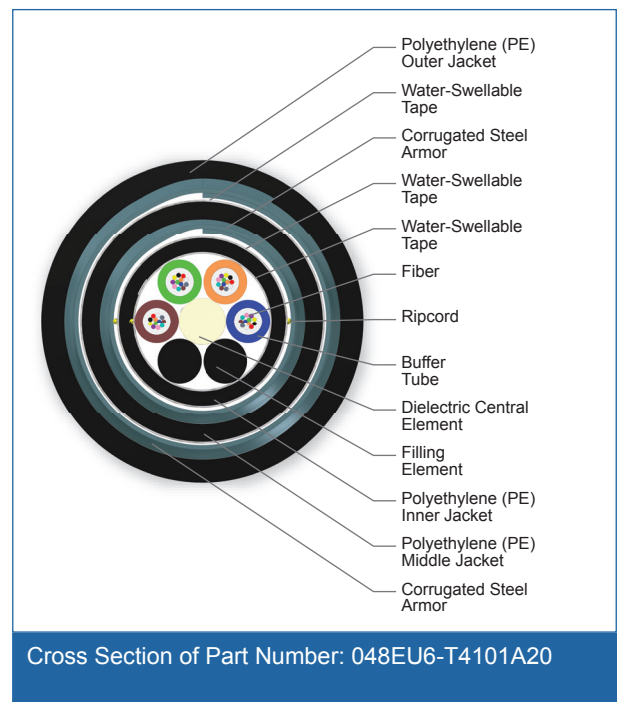 Polyethylene (PE)
Outer Jacket
Water-Swellable
Tape
Corrugated Steel
Armor
Water-Swellable
Tape
Water-Swellable
Tape
Fiber
Ripcord
Buffer
Tube
Dielectric Central
Element
Filling
Element
Polyethylene (PE)
Inner Jacket
Polyethylene (PE)
Middle Jacket
Corrugated Steel
Armor
Cross Section of Part Number: 048EU6-T4101A20